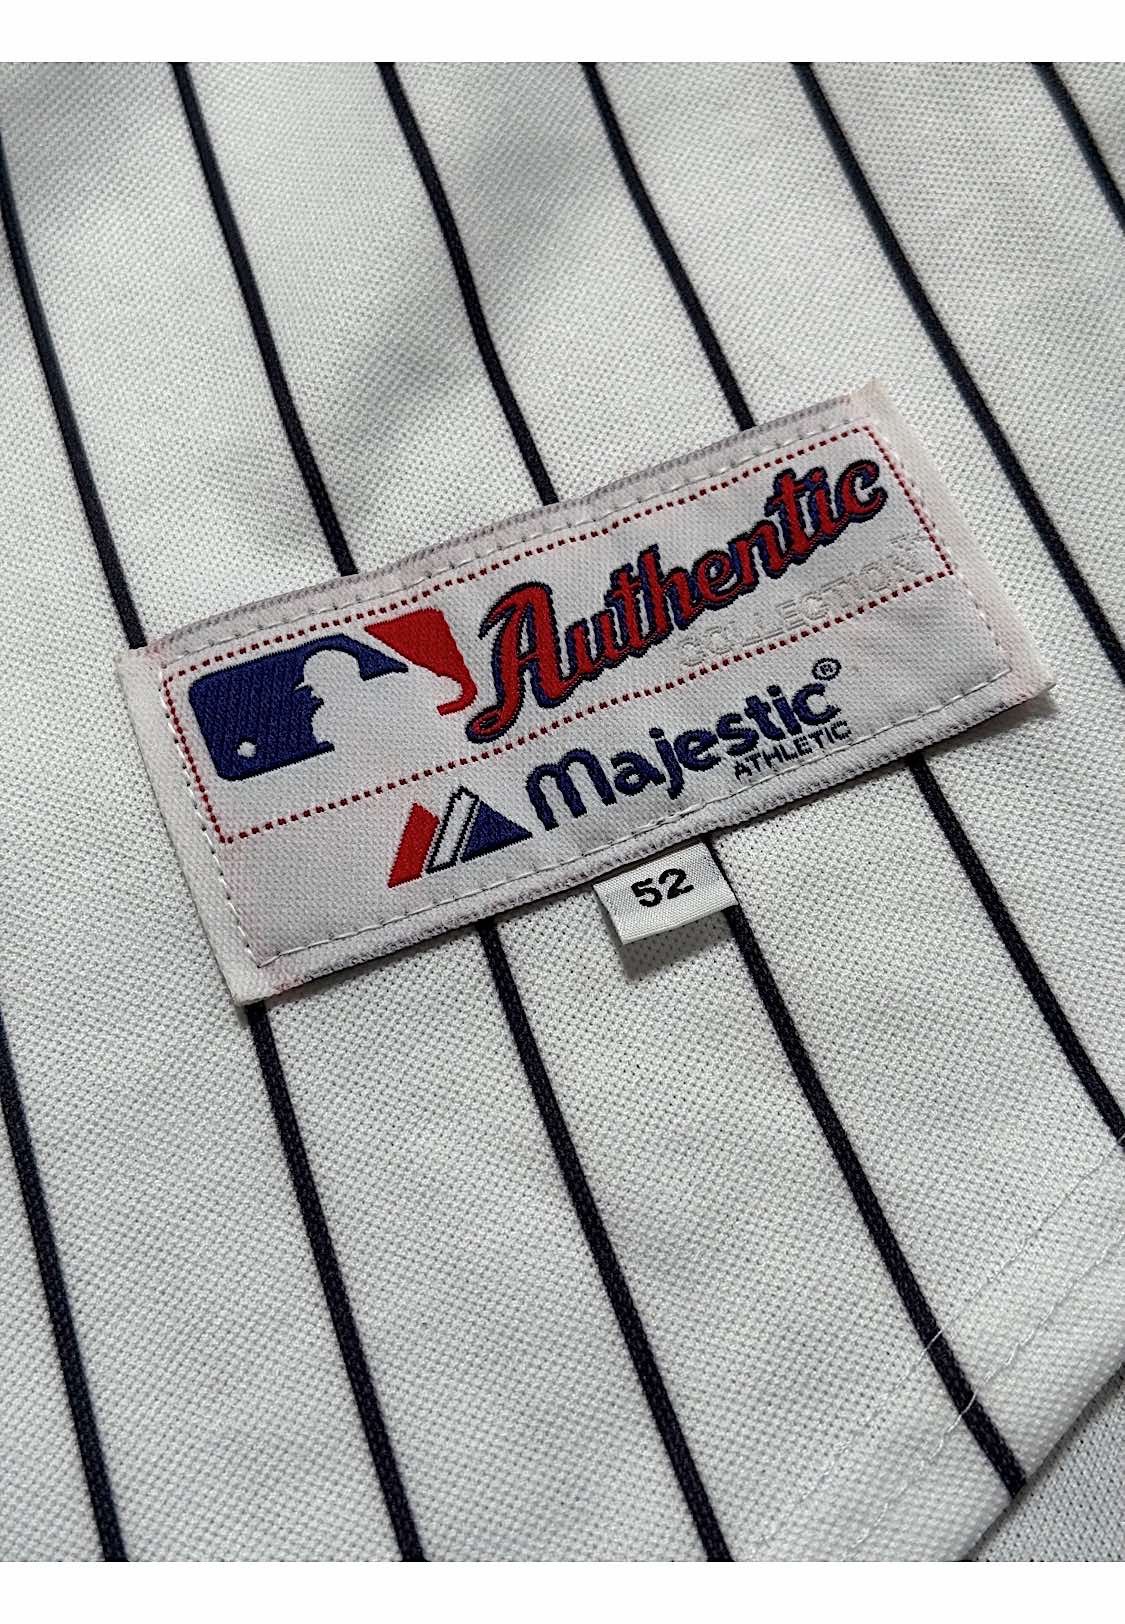 Authentic
COLLECTION
Majestic®
ATHLETIC
52